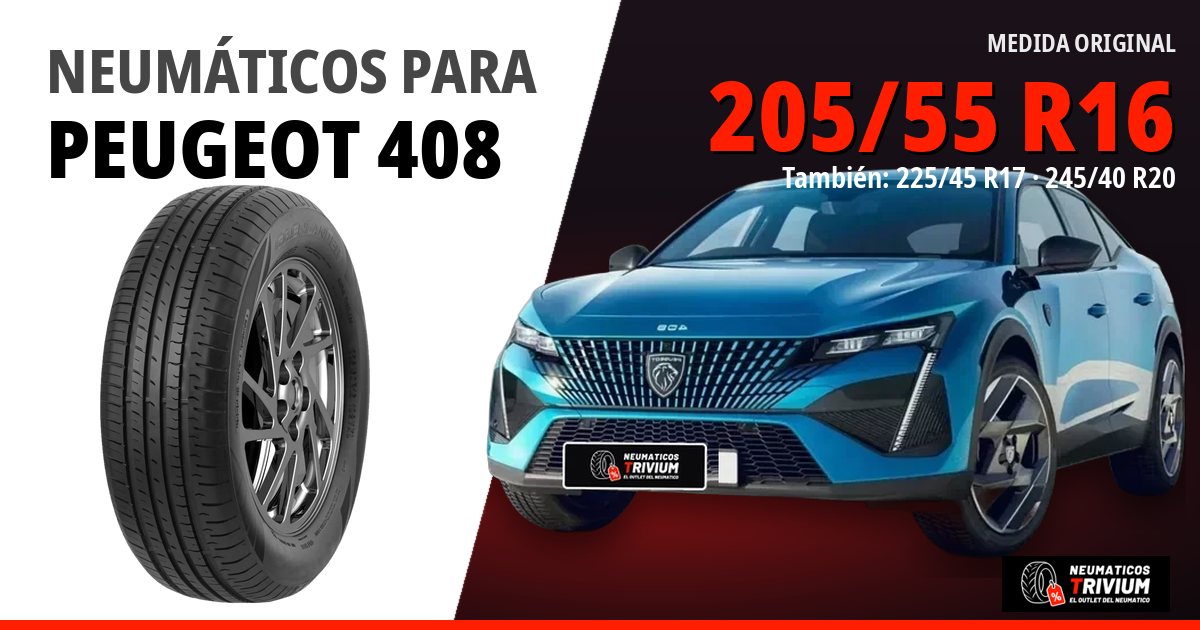 NEUMÁTICOS PARA
PEUGEOT 408
MEDIDA ORIGINAL
205/55 R16
También: 225/45 R17 · 245/40 R20
NEUMATICOS
TRIVIUM
EL OUTLET DEL NEUMATICO
%
NEUMATICOS
TRIVIUM
EL OUTLET DEL NEUMATICO
%